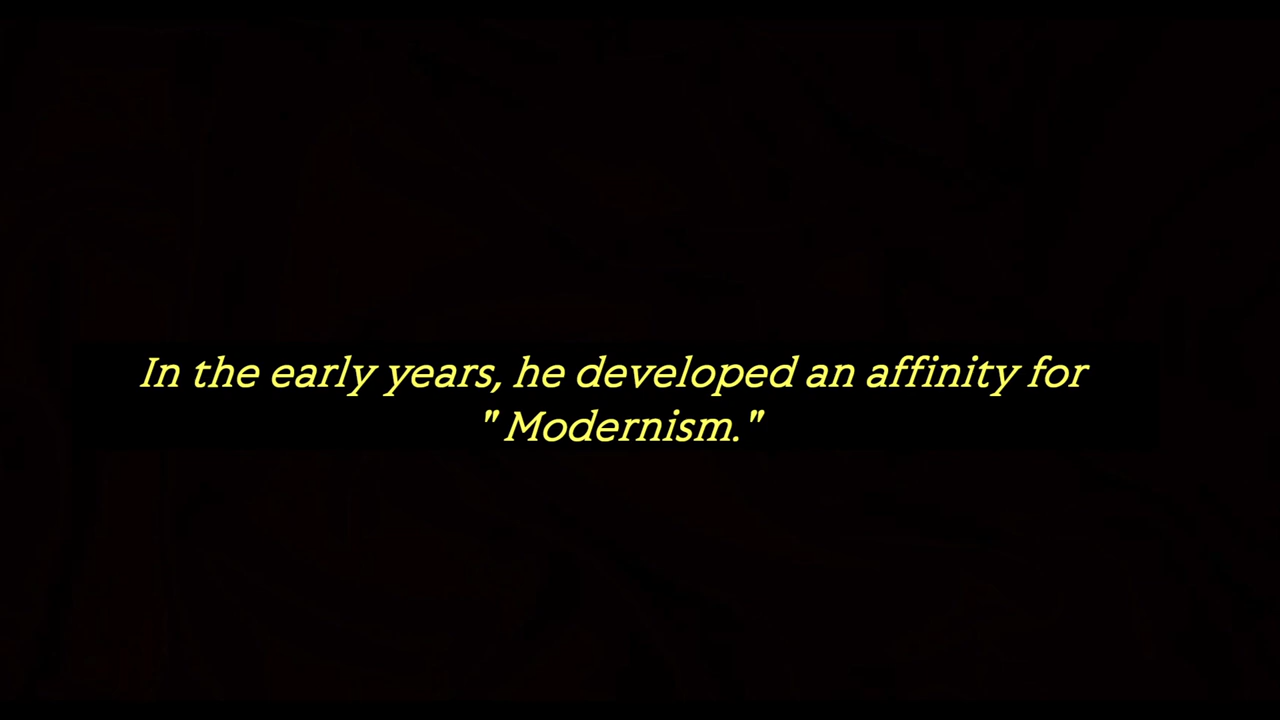 In the early years, he developed an affinity for
" Modernism."